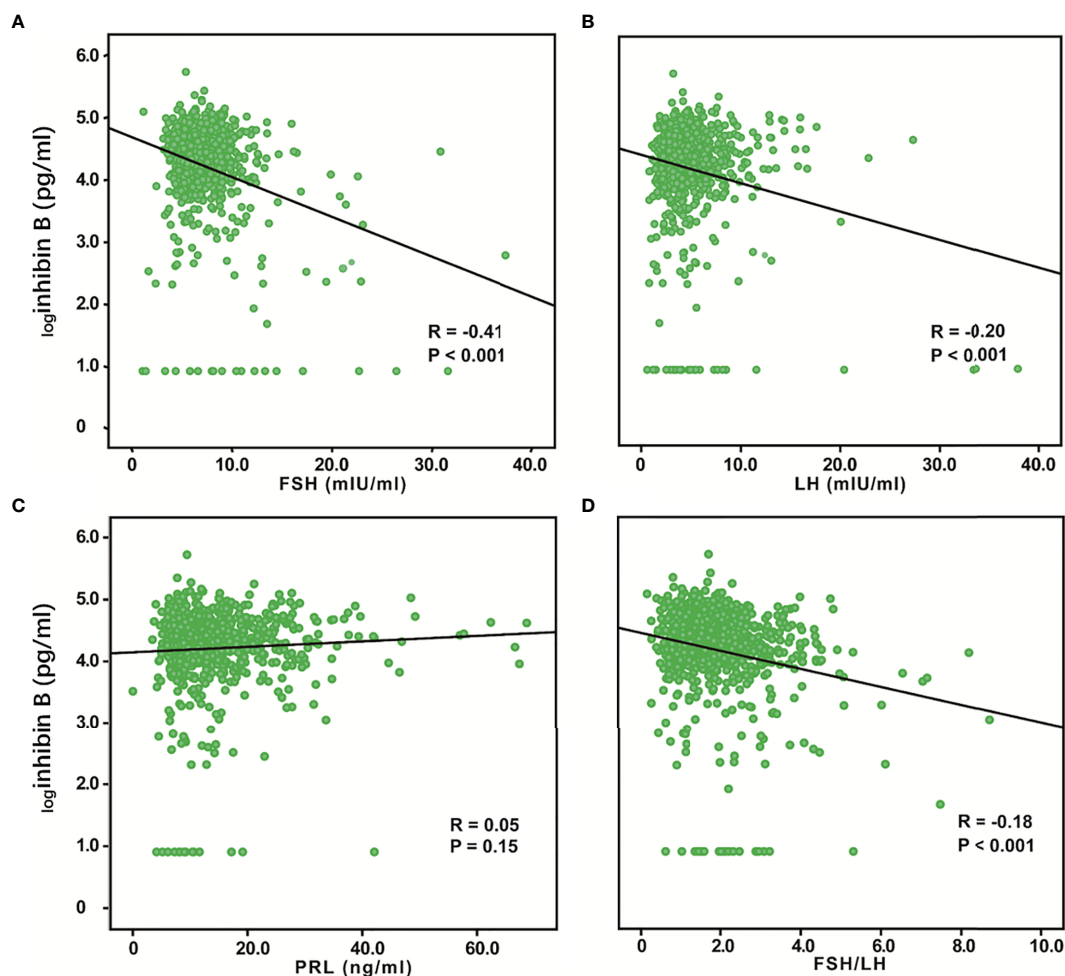 A
6.0
5.0
4.0
3.0
2.0
1.0
0
loginhibin B (pg/ml)
R = -0.41
P < 0.001
0 10.0 20.0 30.0 40.0
FSH (mIU/ml)
B
R = -0.20
P < 0.001
0 10.0 20.0 30.0 40.0
LH (mIU/ml)
C
6.0
5.0
4.0
3.0
2.0
1.0
0
loginhibin B (pg/ml)
R = 0.05
P = 0.15
0 20.0 40.0 60.0
PRL (ng/ml)
D
R = -0.18
P < 0.001
0 2.0 4.0 6.0 8.0 10.0
FSH/LH